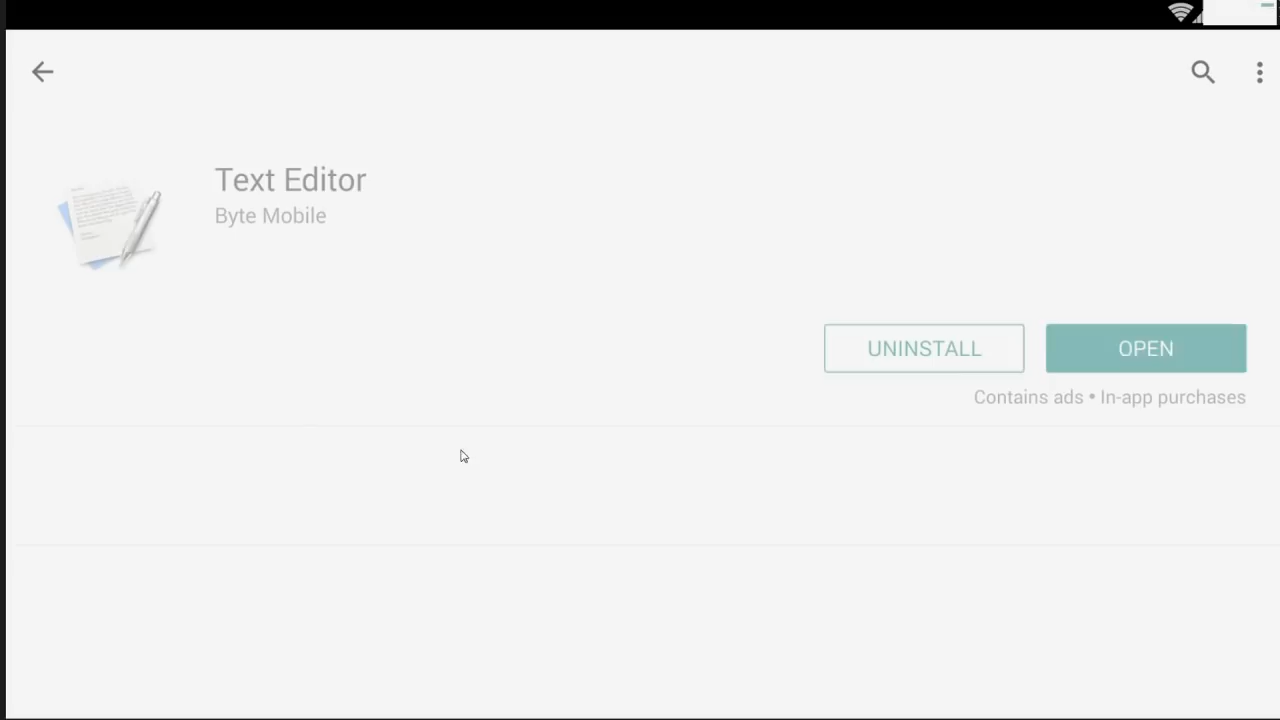 Text Editor
Byte Mobile
UNINSTALL
OPEN
Contains ads • In-app purchases